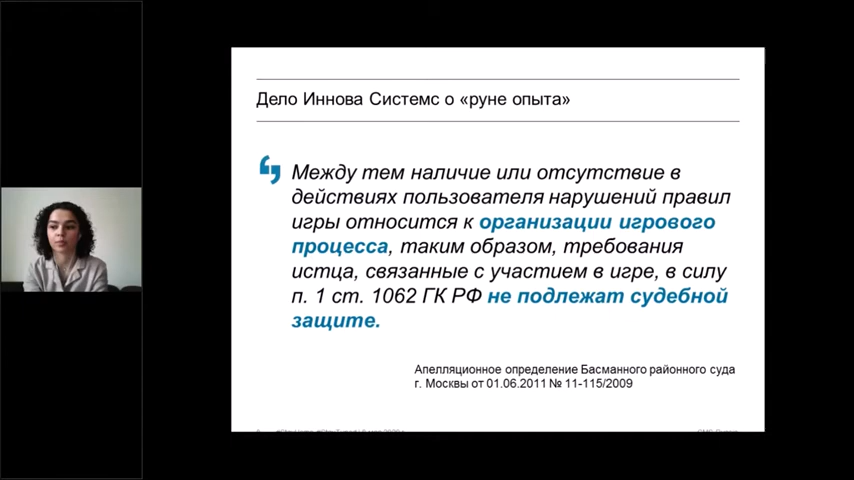 Дело Иннова Системс о «руне опыта»
Между тем наличие или отсутствие в
действиях пользователя нарушений правил
игры относится к организации игрового
процесса, таким образом, требования
истца, связанные с участием в игре, в силу
п. 1 ст. 1062 ГК РФ не подлежат судебной
защите.
Апелляционное определение Басманного районного суда
г. Москвы от 01.06.2011 № 11-115/2009